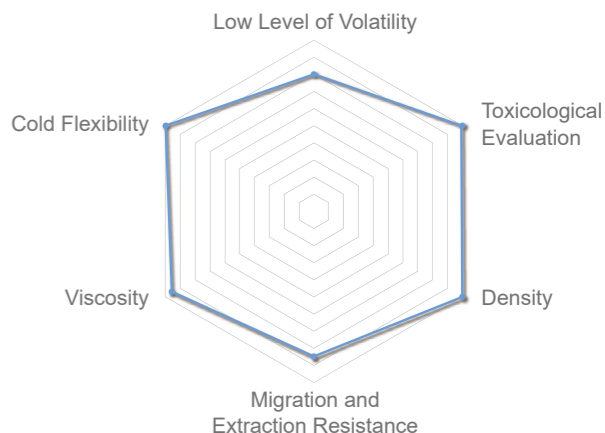 Low Level of Volatility
Toxicological
Evaluation
Cold Flexibility
Viscosity
Density
Migration and
Extraction Resistance